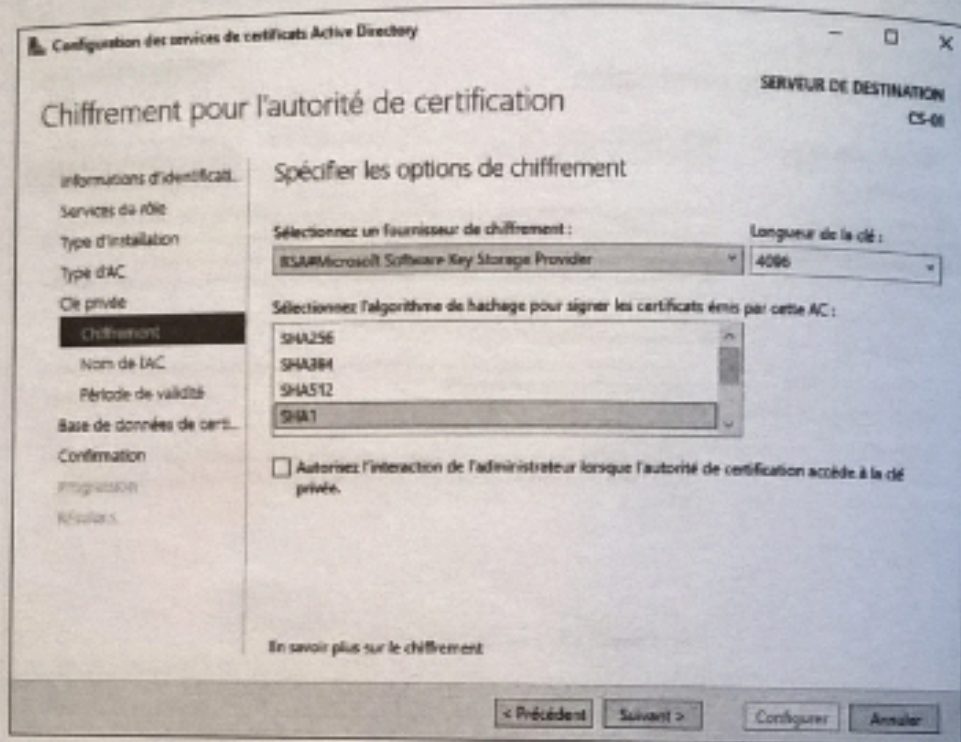 Configuration des services de certificats Active Directory
Chiffrement pour l'autorité de certification
SERVEUR DE DESTINATION
CS-01
Informations d'identificati...
Services de rôle
Type d'installation
Type d'AC
Clé privée
Chiffrement
Nom de l'AC
Période de validité
Base de données de certi...
Confirmation
Progression
Résultats
Spécifier les options de chiffrement
Sélectionnez un fournisseur de chiffrement :
Longueur de la clé :
RSA#Microsoft Software Key Storage Provider
4096
Sélectionnez l'algorithme de hachage pour signer les certificats émis par cette AC :
SHA256
SHA384
SHA512
SHA1
Autorisez l'interaction de l'administrateur lorsque l'autorité de certification accède à la clé
privée.
En savoir plus sur le chiffrement
< Précédent
Suivant >
Configurer
Annuler